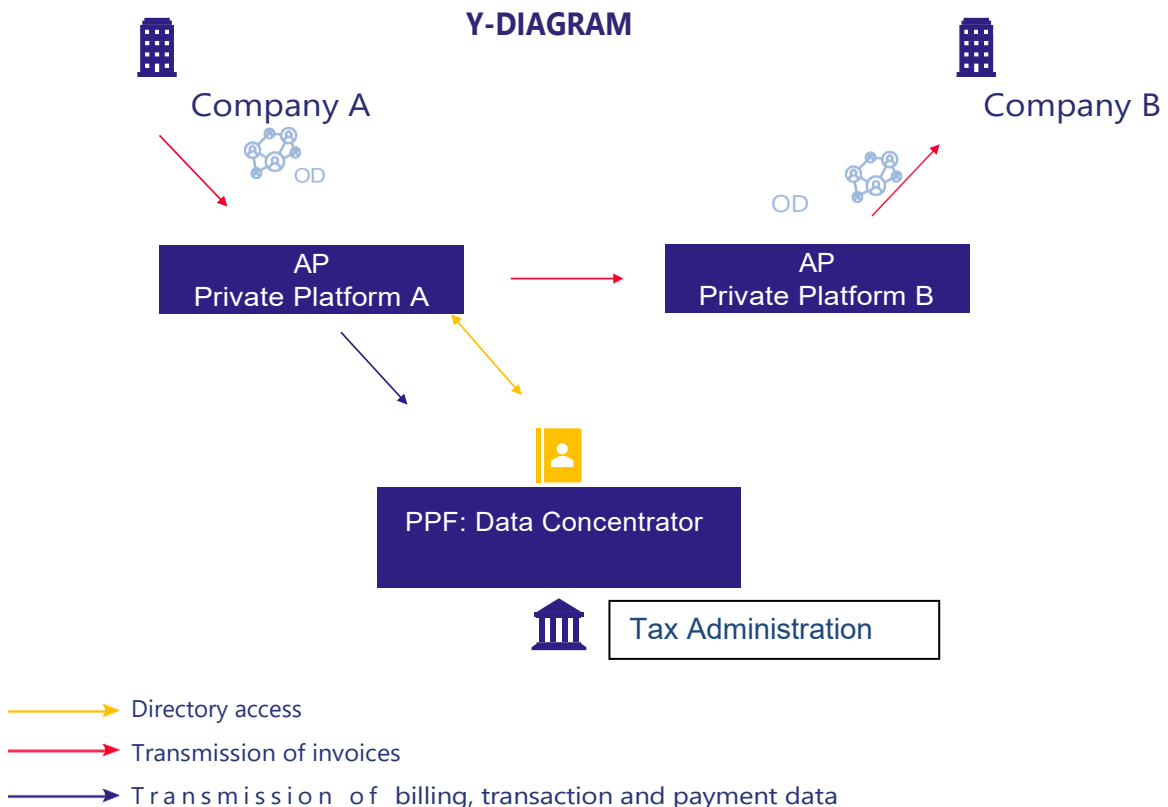 Y-DIAGRAM
Company A
Company B
OD
OD
AP
Private Platform A
AP
Private Platform B
PPF: Data Concentrator
Tax Administration
Directory access
Transmission of invoices
Transmission of billing, transaction and payment data